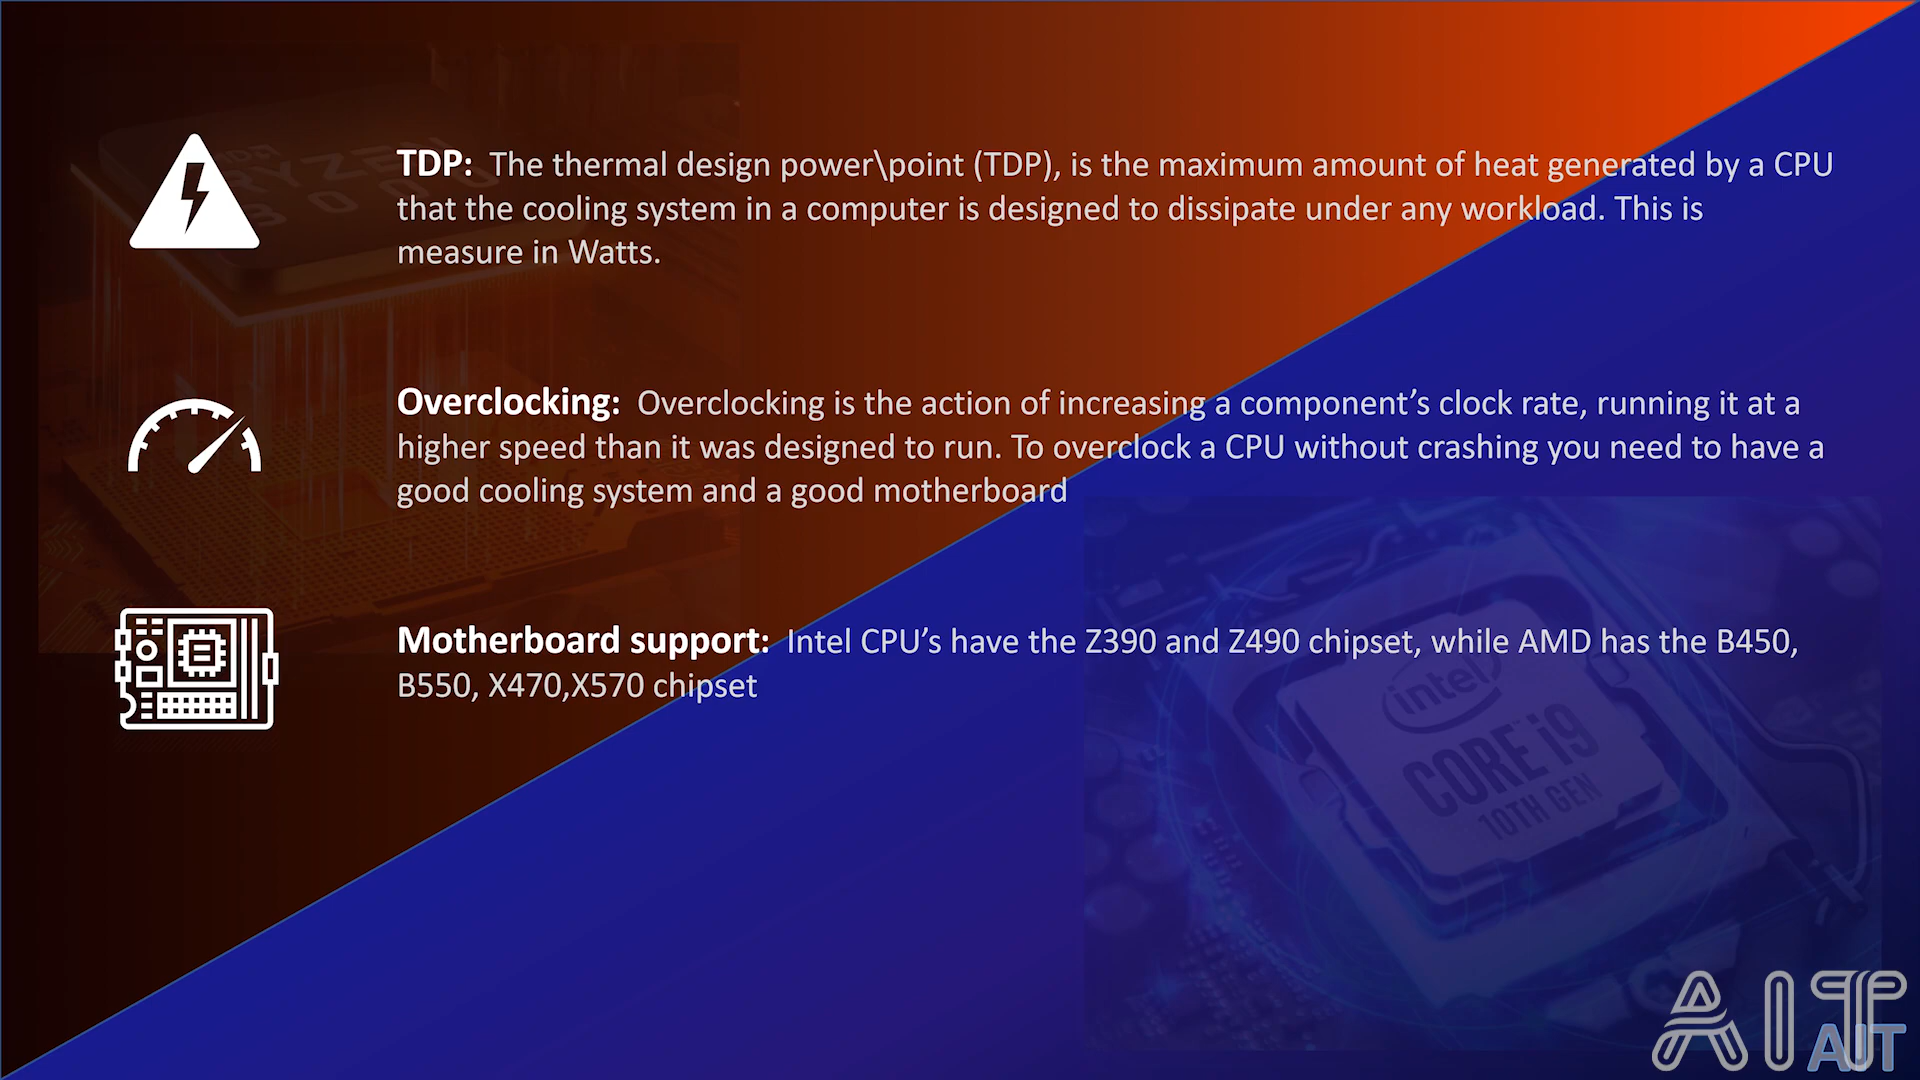 TDP: The thermal design power\point (TDP), is the maximum amount of heat generated by a CPU
that the cooling system in a computer is designed to dissipate under any workload. This is
measure in Watts.
Overclocking: Overclocking is the action of increasing a component’s clock rate, running it at a
higher speed than it was designed to run. To overclock a CPU without crashing you need to have a
good cooling system and a good motherboard
Motherboard support: Intel CPU’s have the Z390 and Z490 chipset, while AMD has the B450,
B550, X470,X570 chipset
intel
CORE i9
10TH GEN
AIT
AIT